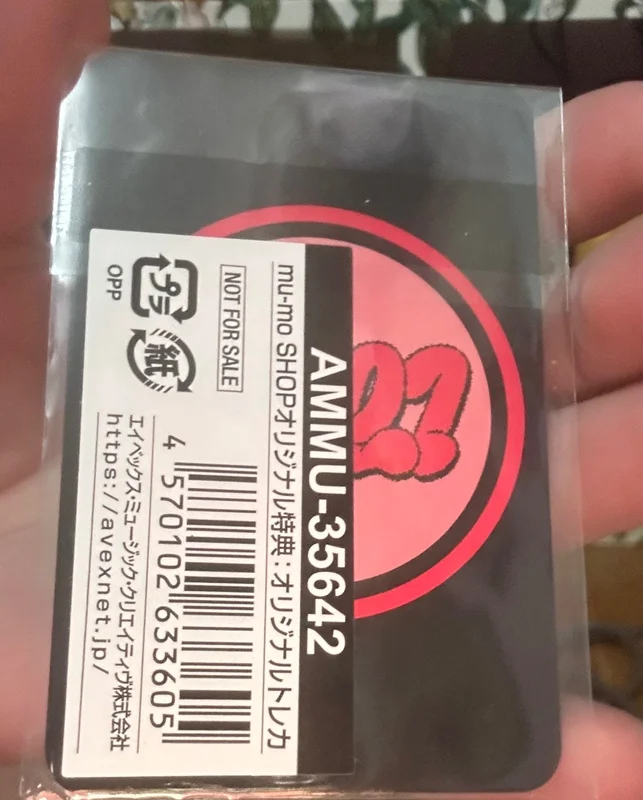 AMMU-35642
mu-mo SHOPオリジナル特典：オリジナルトレカ
NOT FOR SALE
プラ
OPP
紙
4 570102 633605
エイベックス・ミュージック・クリエイティヴ株式会社
https://avexnet.jp/